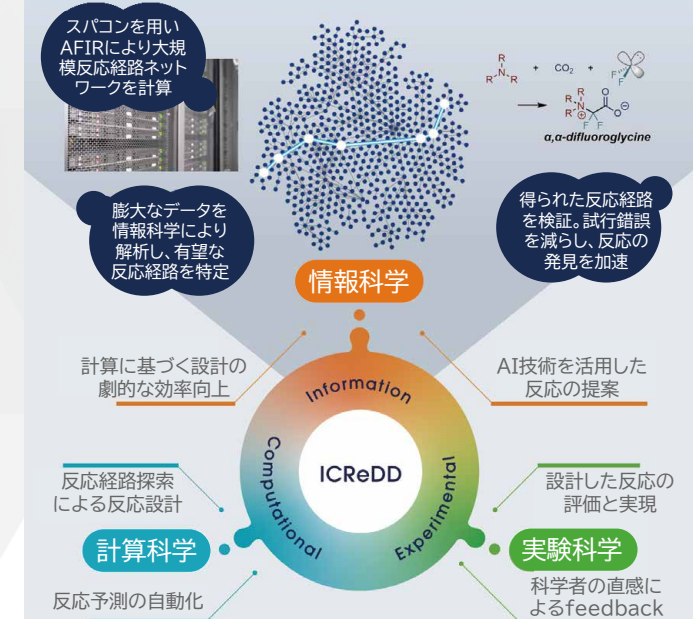 スパコンを用い
AFIRにより大規
模反応経路ネット
ワークを計算
R
R N R + CO₂ + F F
R
R N O
R ⊕ O ⊖
F F
α,α-difluoroglycine
膨大なデータを
情報科学により
解析し、有望な
反応経路を特定
得られた反応経路
を検証。試行錯誤
を減らし、反応の
発見を加速
情報科学
計算に基づく設計の
劇的な効率向上
AI技術を活用した
反応の提案
Information
Computational
ICReDD
Experimental
反応経路探索
による反応設計
設計した反応の
評価と実現
計算科学
実験科学
反応予測の自動化
科学者の直感に
よるfeedback